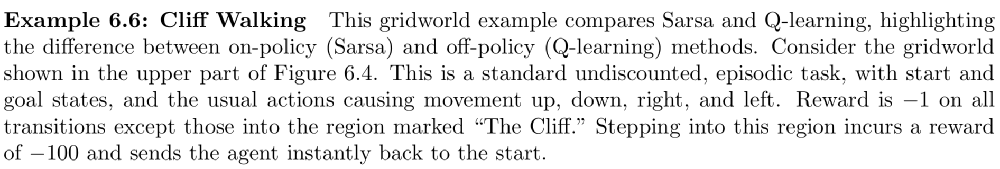 Example 6.6: Cliff Walking This gridworld example compares Sarsa and Q-learning, highlighting
the difference between on-policy (Sarsa) and off-policy (Q-learning) methods. Consider the gridworld
shown in the upper part of Figure 6.4. This is a standard undiscounted, episodic task, with start and
goal states, and the usual actions causing movement up, down, right, and left. Reward is −1 on all
transitions except those into the region marked “The Cliff.” Stepping into this region incurs a reward
of −100 and sends the agent instantly back to the start.